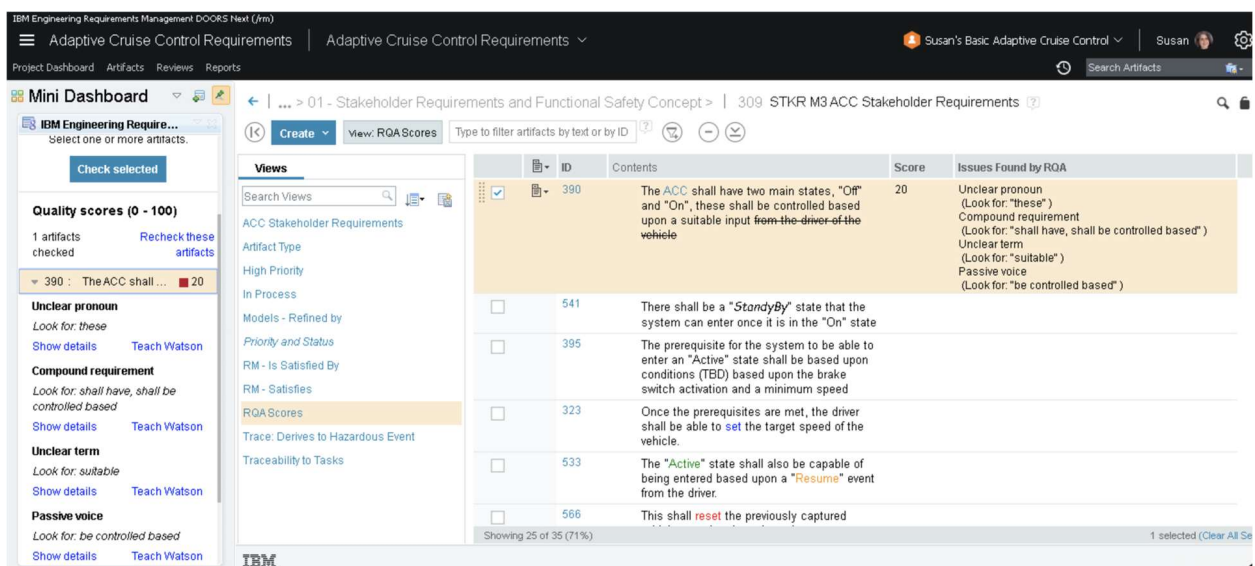 IBM Engineering Requirements Management DOORS Next (/rm)
Adaptive Cruise Control Requirements | Adaptive Cruise Control Requirements
Susan's Basic Adaptive Cruise Control | Susan
Project Dashboard Artifacts Reviews Reports
Search Artifacts
Mini Dashboard
IBM Engineering Require...
Select one or more artifacts.
Check selected
Quality scores (0 - 100)
1 artifacts Recheck these
checked artifacts
390 : The ACC shall ... 20
Unclear pronoun
Look for: these
Show details Teach Watson
Compound requirement
Look for: shall have, shall be
controlled based
Show details Teach Watson
Unclear term
Look for: suitable
Show details Teach Watson
Passive voice
Look for: be controlled based
Show details Teach Watson
... > 01 - Stakeholder Requirements and Functional Safety Concept > | 309 STKR M3 ACC Stakeholder Requirements
Create View: RQA Scores Type to filter artifacts by text or by ID
Views
Search Views
ACC Stakeholder Requirements
Artifact Type
High Priority
In Process
Models - Refined by
Priority and Status
RM - Is Satisfied By
RM - Satisfies
RQA Scores
Trace: Derives to Hazardous Event
Traceability to Tasks
ID Contents Score Issues Found by RQA
390
The ACC shall have two main states, "Off"
and "On", these shall be controlled based
upon a suitable input from the driver of the
vehicle
20
Unclear pronoun
(Look for: "these" )
Compound requirement
(Look for: "shall have, shall be controlled based" )
Unclear term
(Look for: "suitable" )
Passive voice
(Look for: "be controlled based" )
541
There shall be a "StandyBy" state that the
system can enter once it is in the "On" state
395
The prerequisite for the system to be able to
enter an "Active" state shall be based upon
conditions (TBD) based upon the brake
switch activation and a minimum speed
323
Once the prerequisites are met, the driver
shall be able to set the target speed of the
vehicle.
533
The "Active" state shall also be capable of
being entered based upon a "Resume" event
from the driver.
566
This shall reset the previously captured
Showing 25 of 35 (71%)
1 selected (Clear All Se
IBM